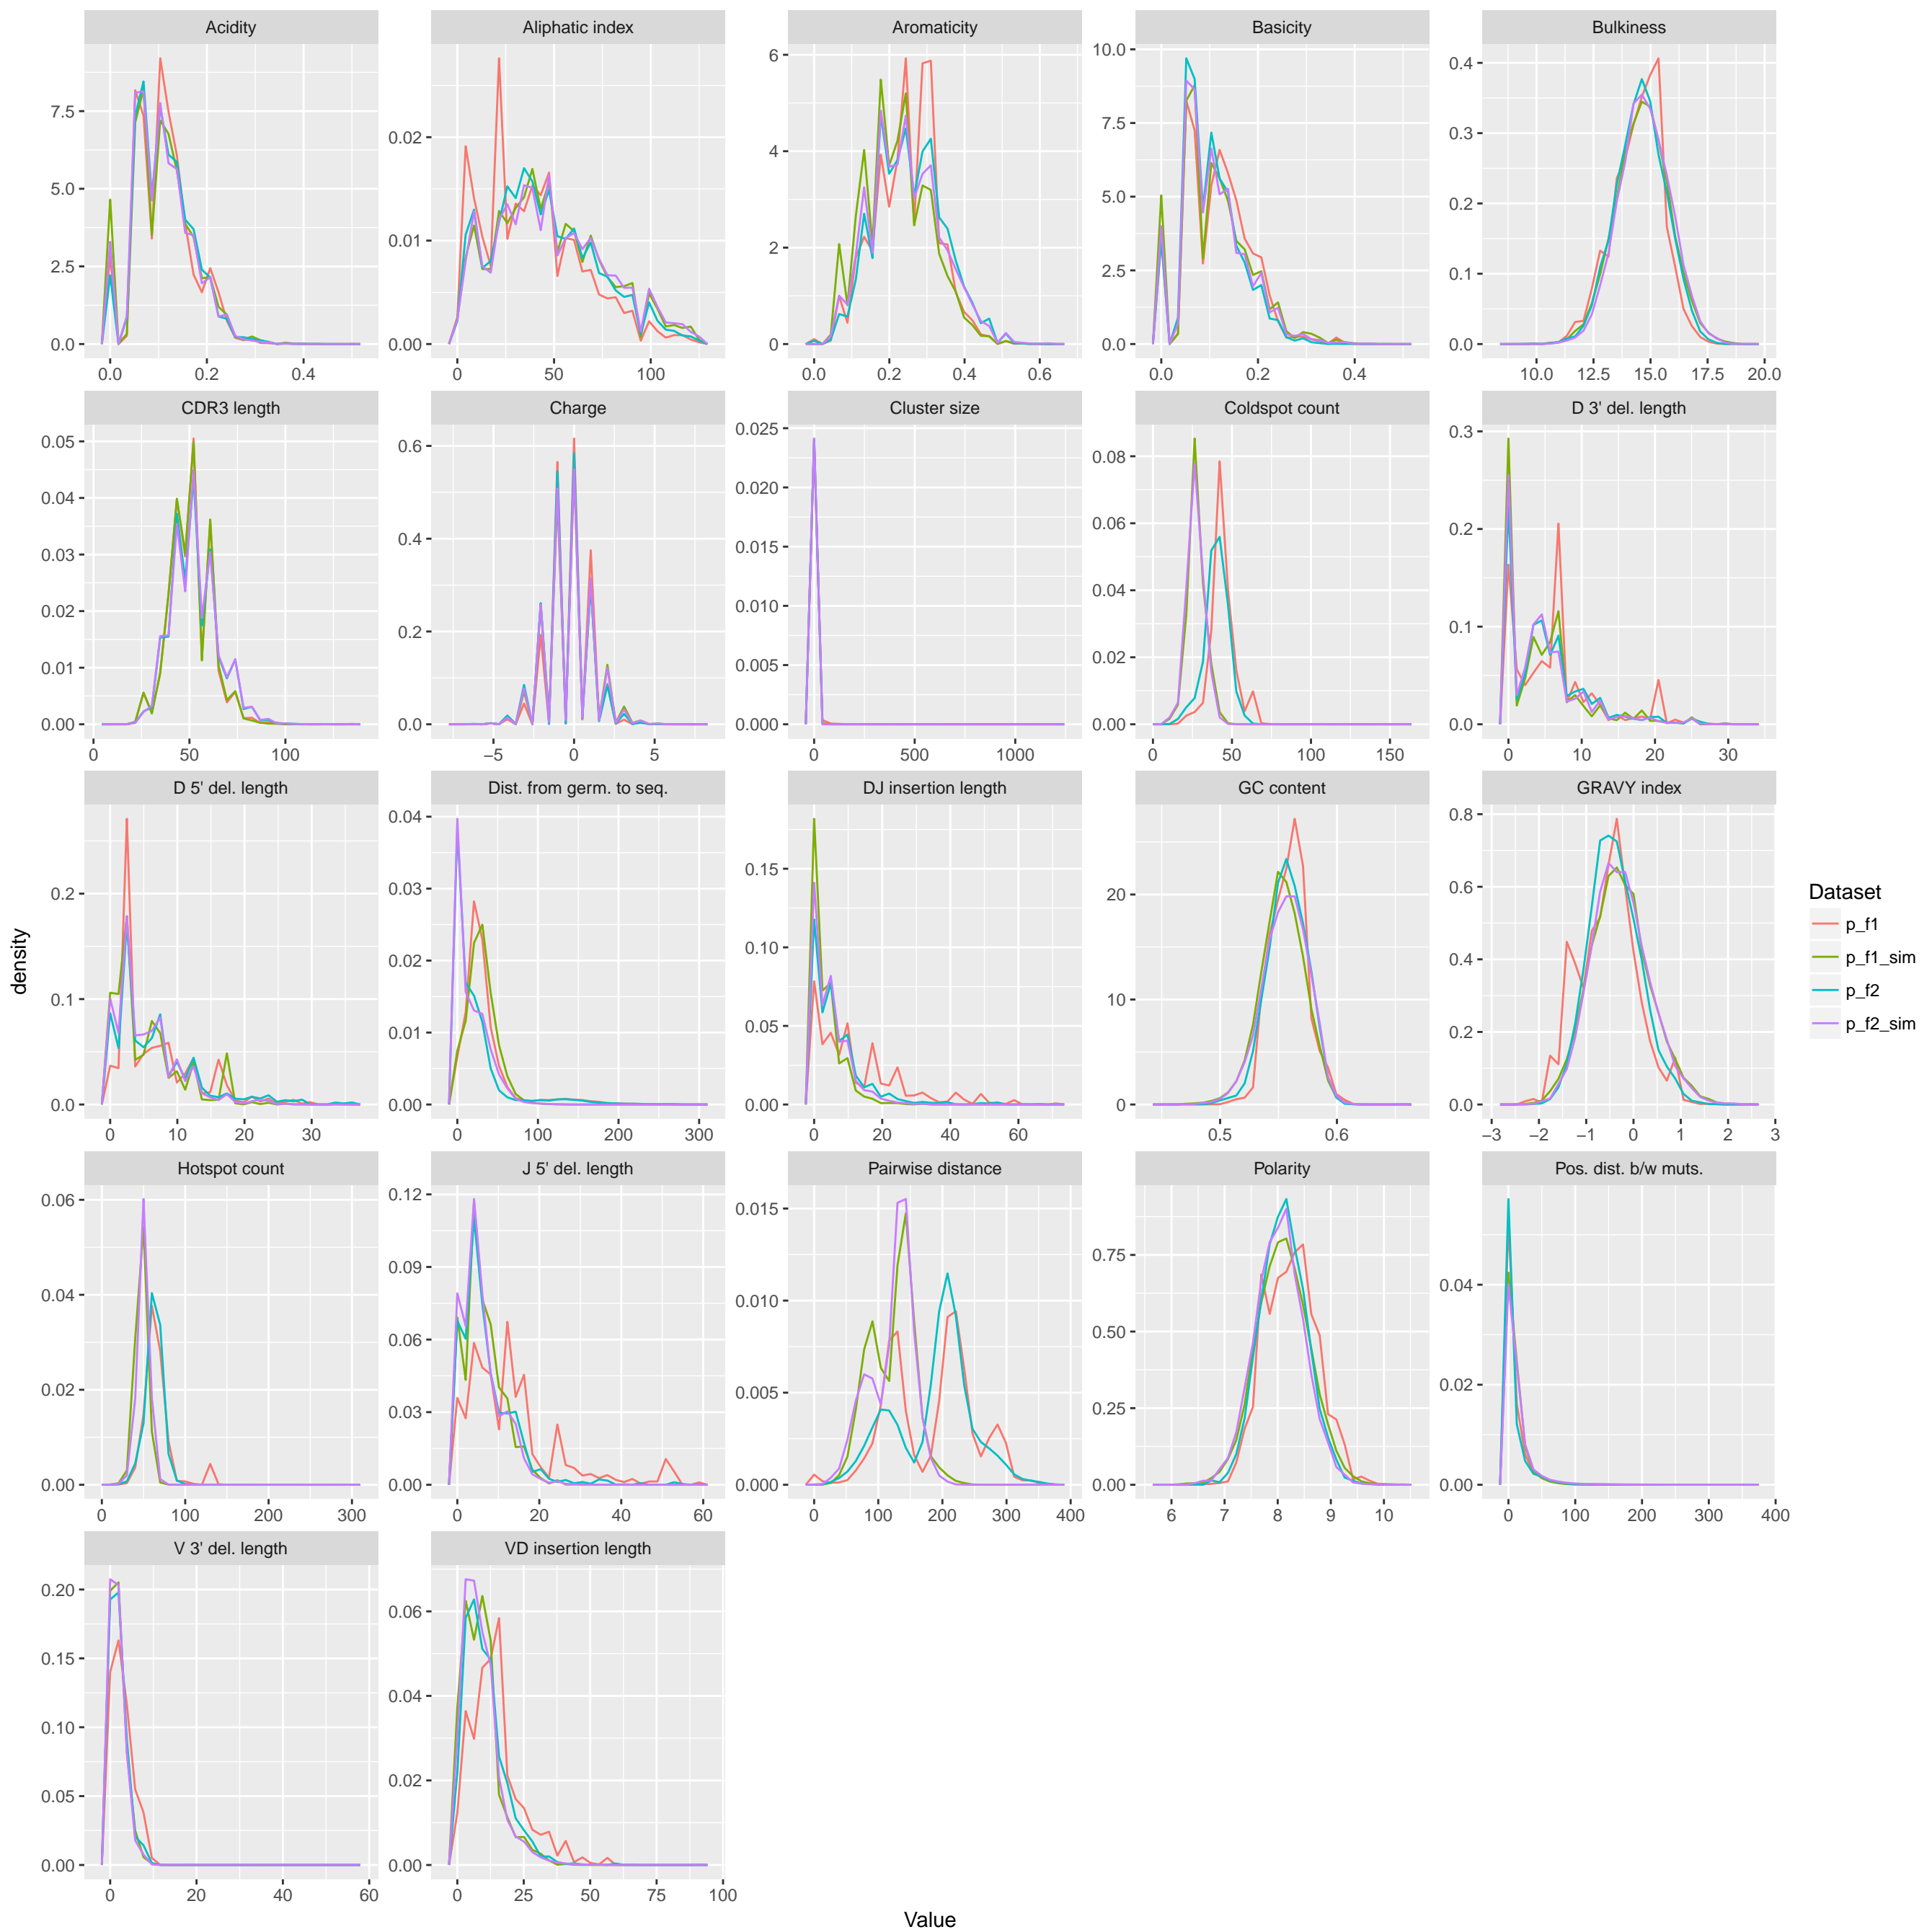 Acidity
Aliphatic index
Aromaticity
Basicity
Bulkiness
0.0
2.5
5.0
7.5
0.0 0.2 0.4
0.00
0.01
0.02
0 50 100
0
2
4
6
0.0 0.2 0.4 0.6
0.0
2.5
5.0
7.5
10.0
0.0 0.2 0.4
0.0
0.1
0.2
0.3
0.4
10.0 12.5 15.0 17.5 20.0
CDR3 length
Charge
Cluster size
Coldspot count
D 3' del. length
0.00
0.01
0.02
0.03
0.04
0.05
0 50 100
0.0
0.2
0.4
0.6
−5 0 5
0.000
0.005
0.010
0.015
0.020
0.025
0 500 1000
0.00
0.02
0.04
0.06
0.08
0 50 100 150
0.0
0.1
0.2
0.3
0 10 20 30
D 5' del. length
Dist. from germ. to seq.
DJ insertion length
GC content
GRAVY index
0.0
0.1
0.2
0 10 20 30
0.00
0.01
0.02
0.03
0.04
0 100 200 300
0.00
0.05
0.10
0.15
0 20 40 60
0
10
20
0.5 0.6
0.0
0.2
0.4
0.6
0.8
−3 −2 −1 0 1 2 3
Hotspot count
J 5' del. length
Pairwise distance
Polarity
Pos. dist. b/w muts.
0.00
0.02
0.04
0.06
0 100 200 300
0.00
0.03
0.06
0.09
0.12
0 20 40 60
0.000
0.005
0.010
0.015
0 100 200 300 400
0.00
0.25
0.50
0.75
6 7 8 9 10
0.00
0.02
0.04
0 100 200 300 400
V 3' del. length
VD insertion length
0.00
0.05
0.10
0.15
0.20
0 20 40 60
0.00
0.02
0.04
0.06
0 25 50 75 100
Value
density
Dataset
p_f1
p_f1_sim
p_f2
p_f2_sim